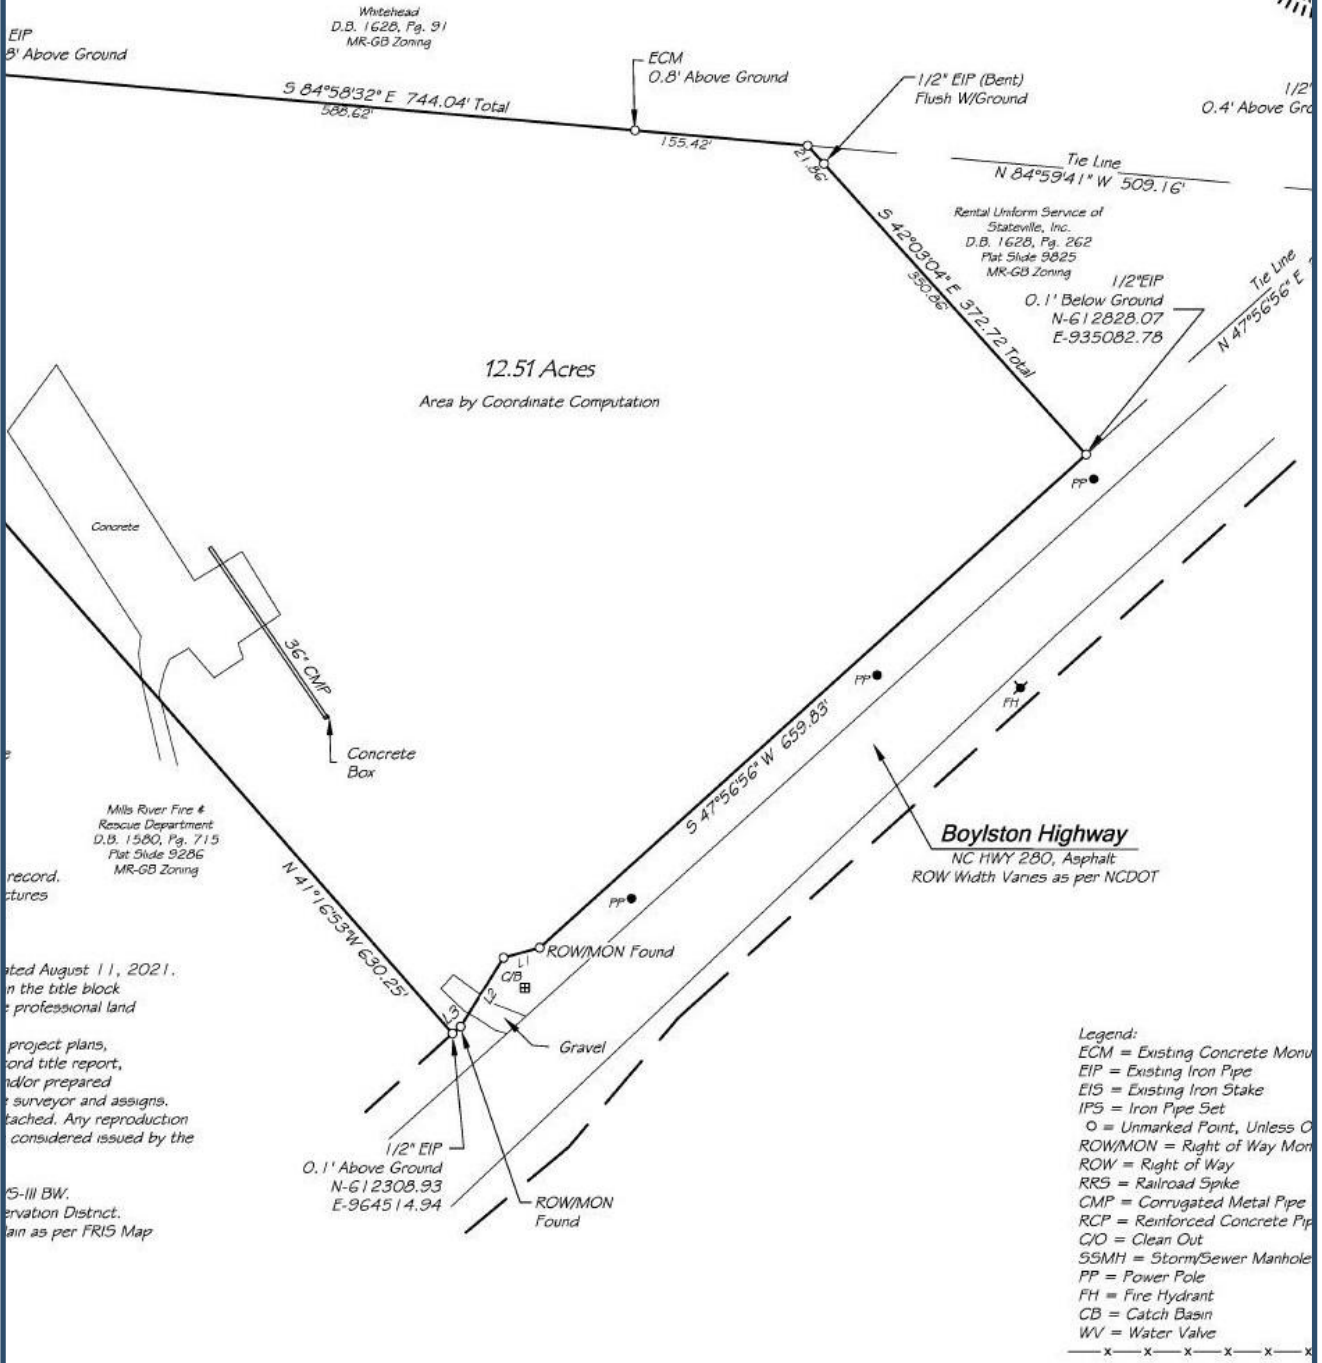 Whitehead
D.B. 1628, Pg. 91
MR-GB Zoning
EIP
8' Above Ground
ECM
0.8' Above Ground
1/2" EIP (Bent)
Flush W/Ground
1/2"
0.4' Above Gro
S 84°58'32" E 744.04' Total
588.62'
155.42'
21.86'
Tie Line
N 84°59'41" W 509.16'
Rental Uniform Service of
Stateville, Inc.
D.B. 1628, Pg. 262
Plat Slide 9825
MR-GB Zoning
S 42°03'04" E 372.72 Total
350.86'
1/2"EIP
0.1' Below Ground
N-612828.07
E-935082.78
Tie Line
N 47°56'56" E
12.51 Acres
Area by Coordinate Computation
PP
Concrete
36" CMP
Concrete
Box
PP
FH
S 47°56'56" W 659.83'
Mills River Fire &
Rescue Department
D.B. 1580, Pg. 715
Plat Slide 9286
MR-GB Zoning
Boylston Highway
NC HWY 280, Asphalt
ROW Width Varies as per NCDOT
N 41°16'53"W 630.25'
PP
ROW/MON Found
L1
C/B
L2
L3
Gravel
record.
ctures
ated August 11, 2021.
n the title block
e professional land
project plans,
cord title report,
nd/or prepared
e surveyor and assigns.
tached. Any reproduction
considered issued by the
VS-III BW.
ervation District.
lain as per FRIS Map
1/2" EIP
0.1' Above Ground
N-612308.93
E-964514.94
ROW/MON
Found
Legend:
ECM = Existing Concrete Monu
EIP = Existing Iron Pipe
EIS = Existing Iron Stake
IPS = Iron Pipe Set
O = Unmarked Point, Unless O
ROW/MON = Right of Way Mon
ROW = Right of Way
RRS = Railroad Spike
CMP = Corrugated Metal Pipe
RCP = Reinforced Concrete Pip
C/O = Clean Out
SSMH = Storm/Sewer Manhole
PP = Power Pole
FH = Fire Hydrant
CB = Catch Basin
WV = Water Valve
x x x x x x